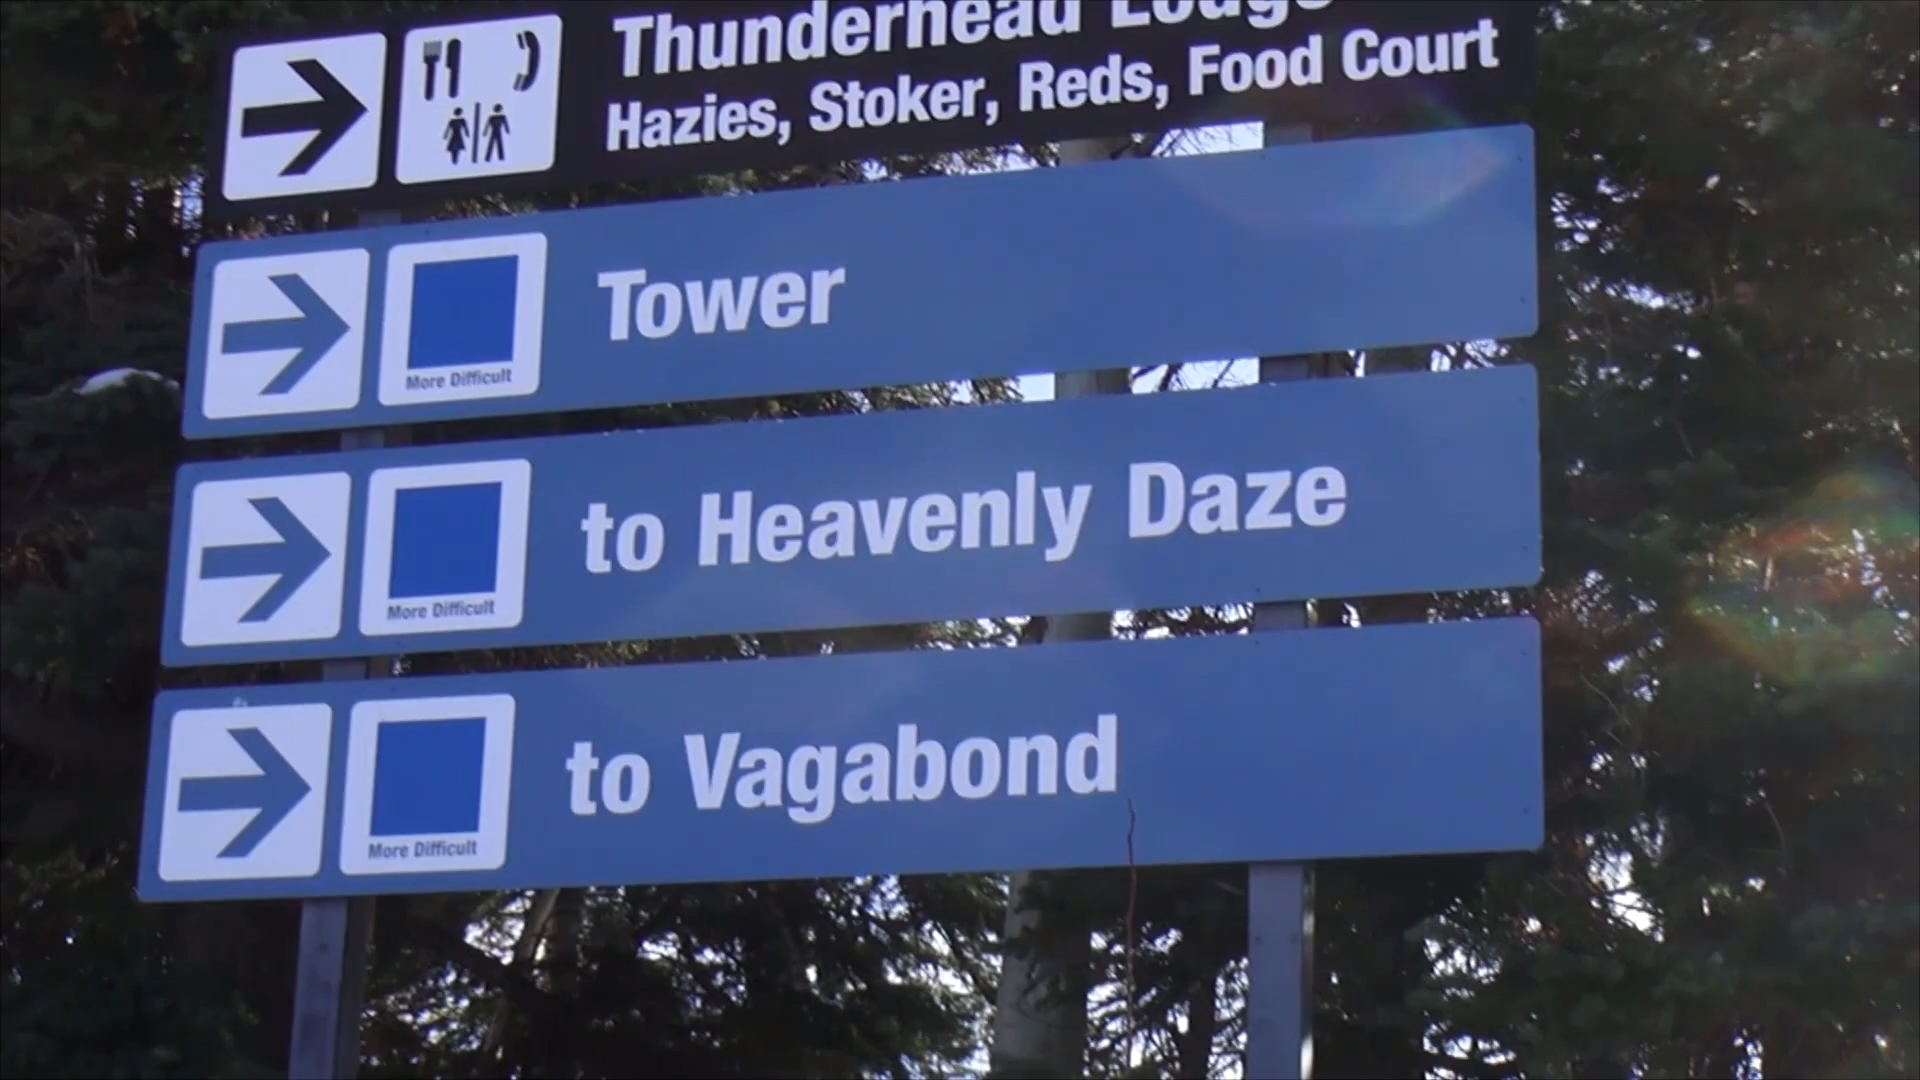 Thunderhead Lodge
Hazies, Stoker, Reds, Food Court
Tower
More Difficult
to Heavenly Daze
More Difficult
to Vagabond
More Difficult